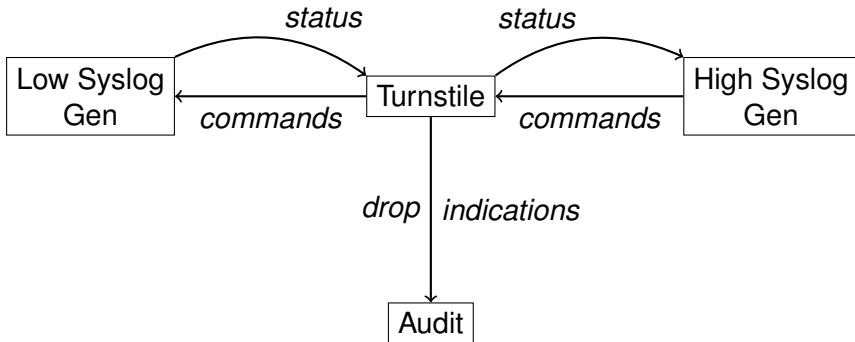 status
status
Low Syslog
Gen
Turnstile
High Syslog
Gen
commands
commands
drop indications
Audit